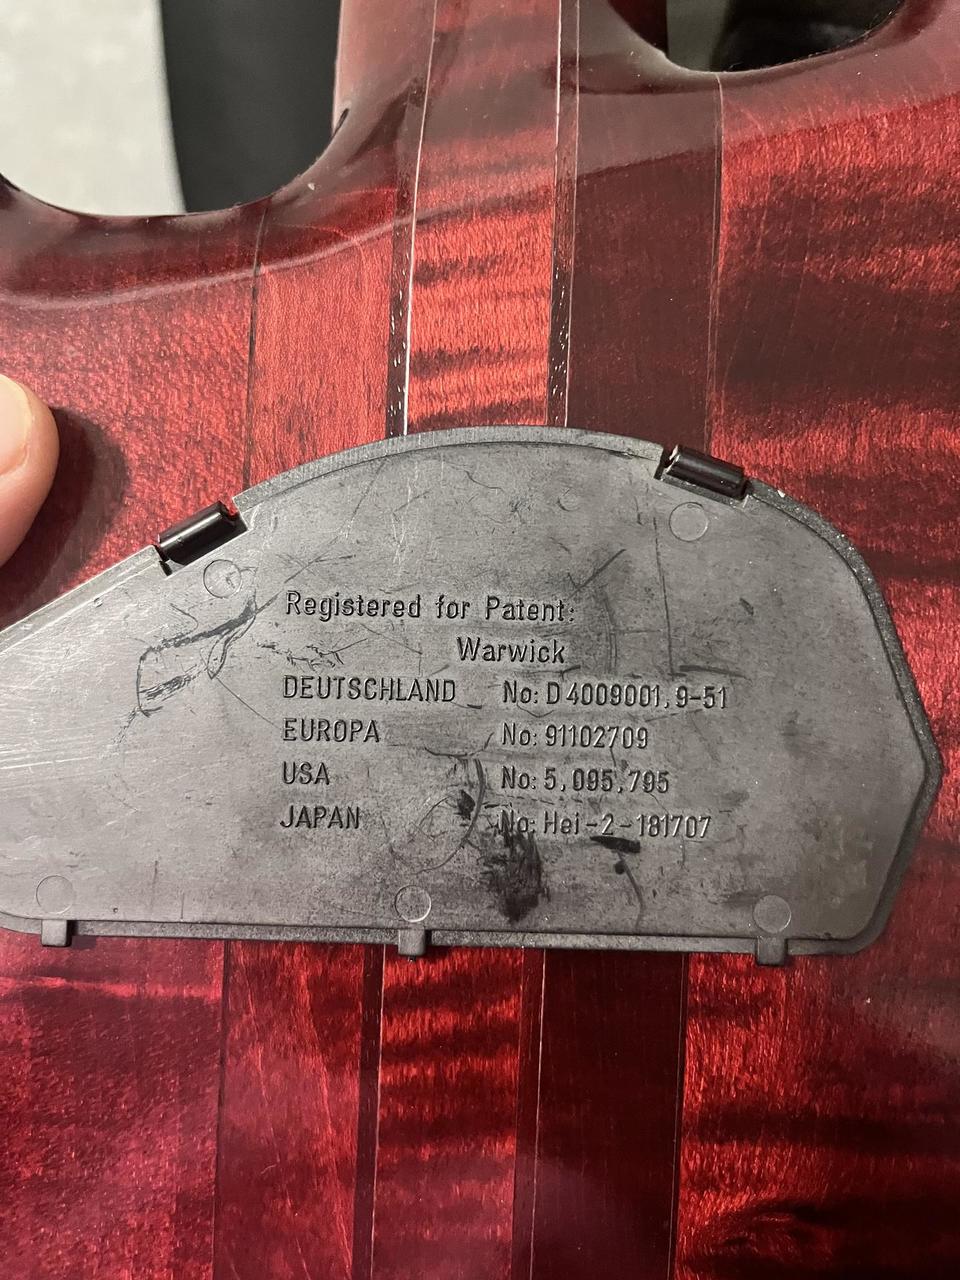 Registered for Patent:
Warwick
DEUTSCHLAND No: D 4009001.9-51
EUROPA No: 91102709
USA No: 5,095,795
JAPAN No: Hei-2-181707